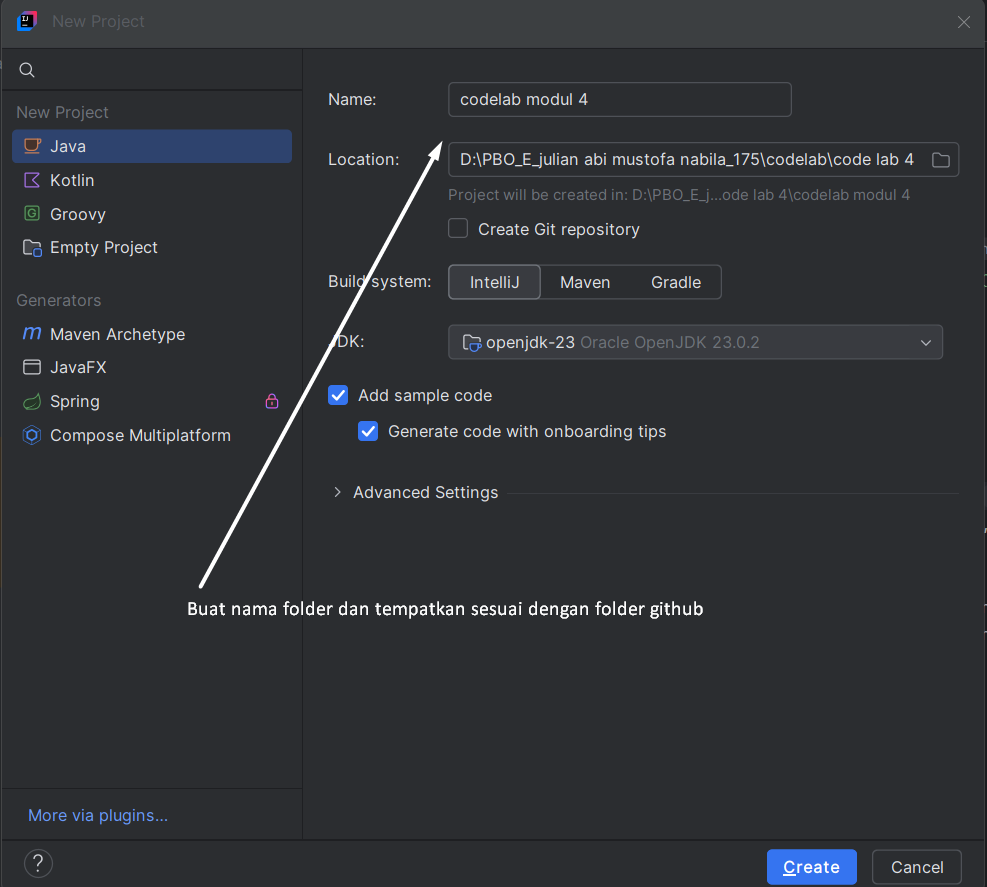 New Project
New Project
Java
Kotlin
Groovy
Empty Project
Generators
Maven Archetype
JavaFX
Spring
Compose Multiplatform
More via plugins...
Name:
codelab modul 4
Location:
D:\PBO_E_julian abi mustofa nabila_175\codelab\code lab 4
Project will be created in: D:\PBO_E_j...ode lab 4\codelab modul 4
Create Git repository
Build system:
IntelliJ
Maven
Gradle
JDK:
openjdk-23 Oracle OpenJDK 23.0.2
Add sample code
Generate code with onboarding tips
Advanced Settings
Buat nama folder dan tempatkan sesuai dengan folder github
?
Create
Cancel